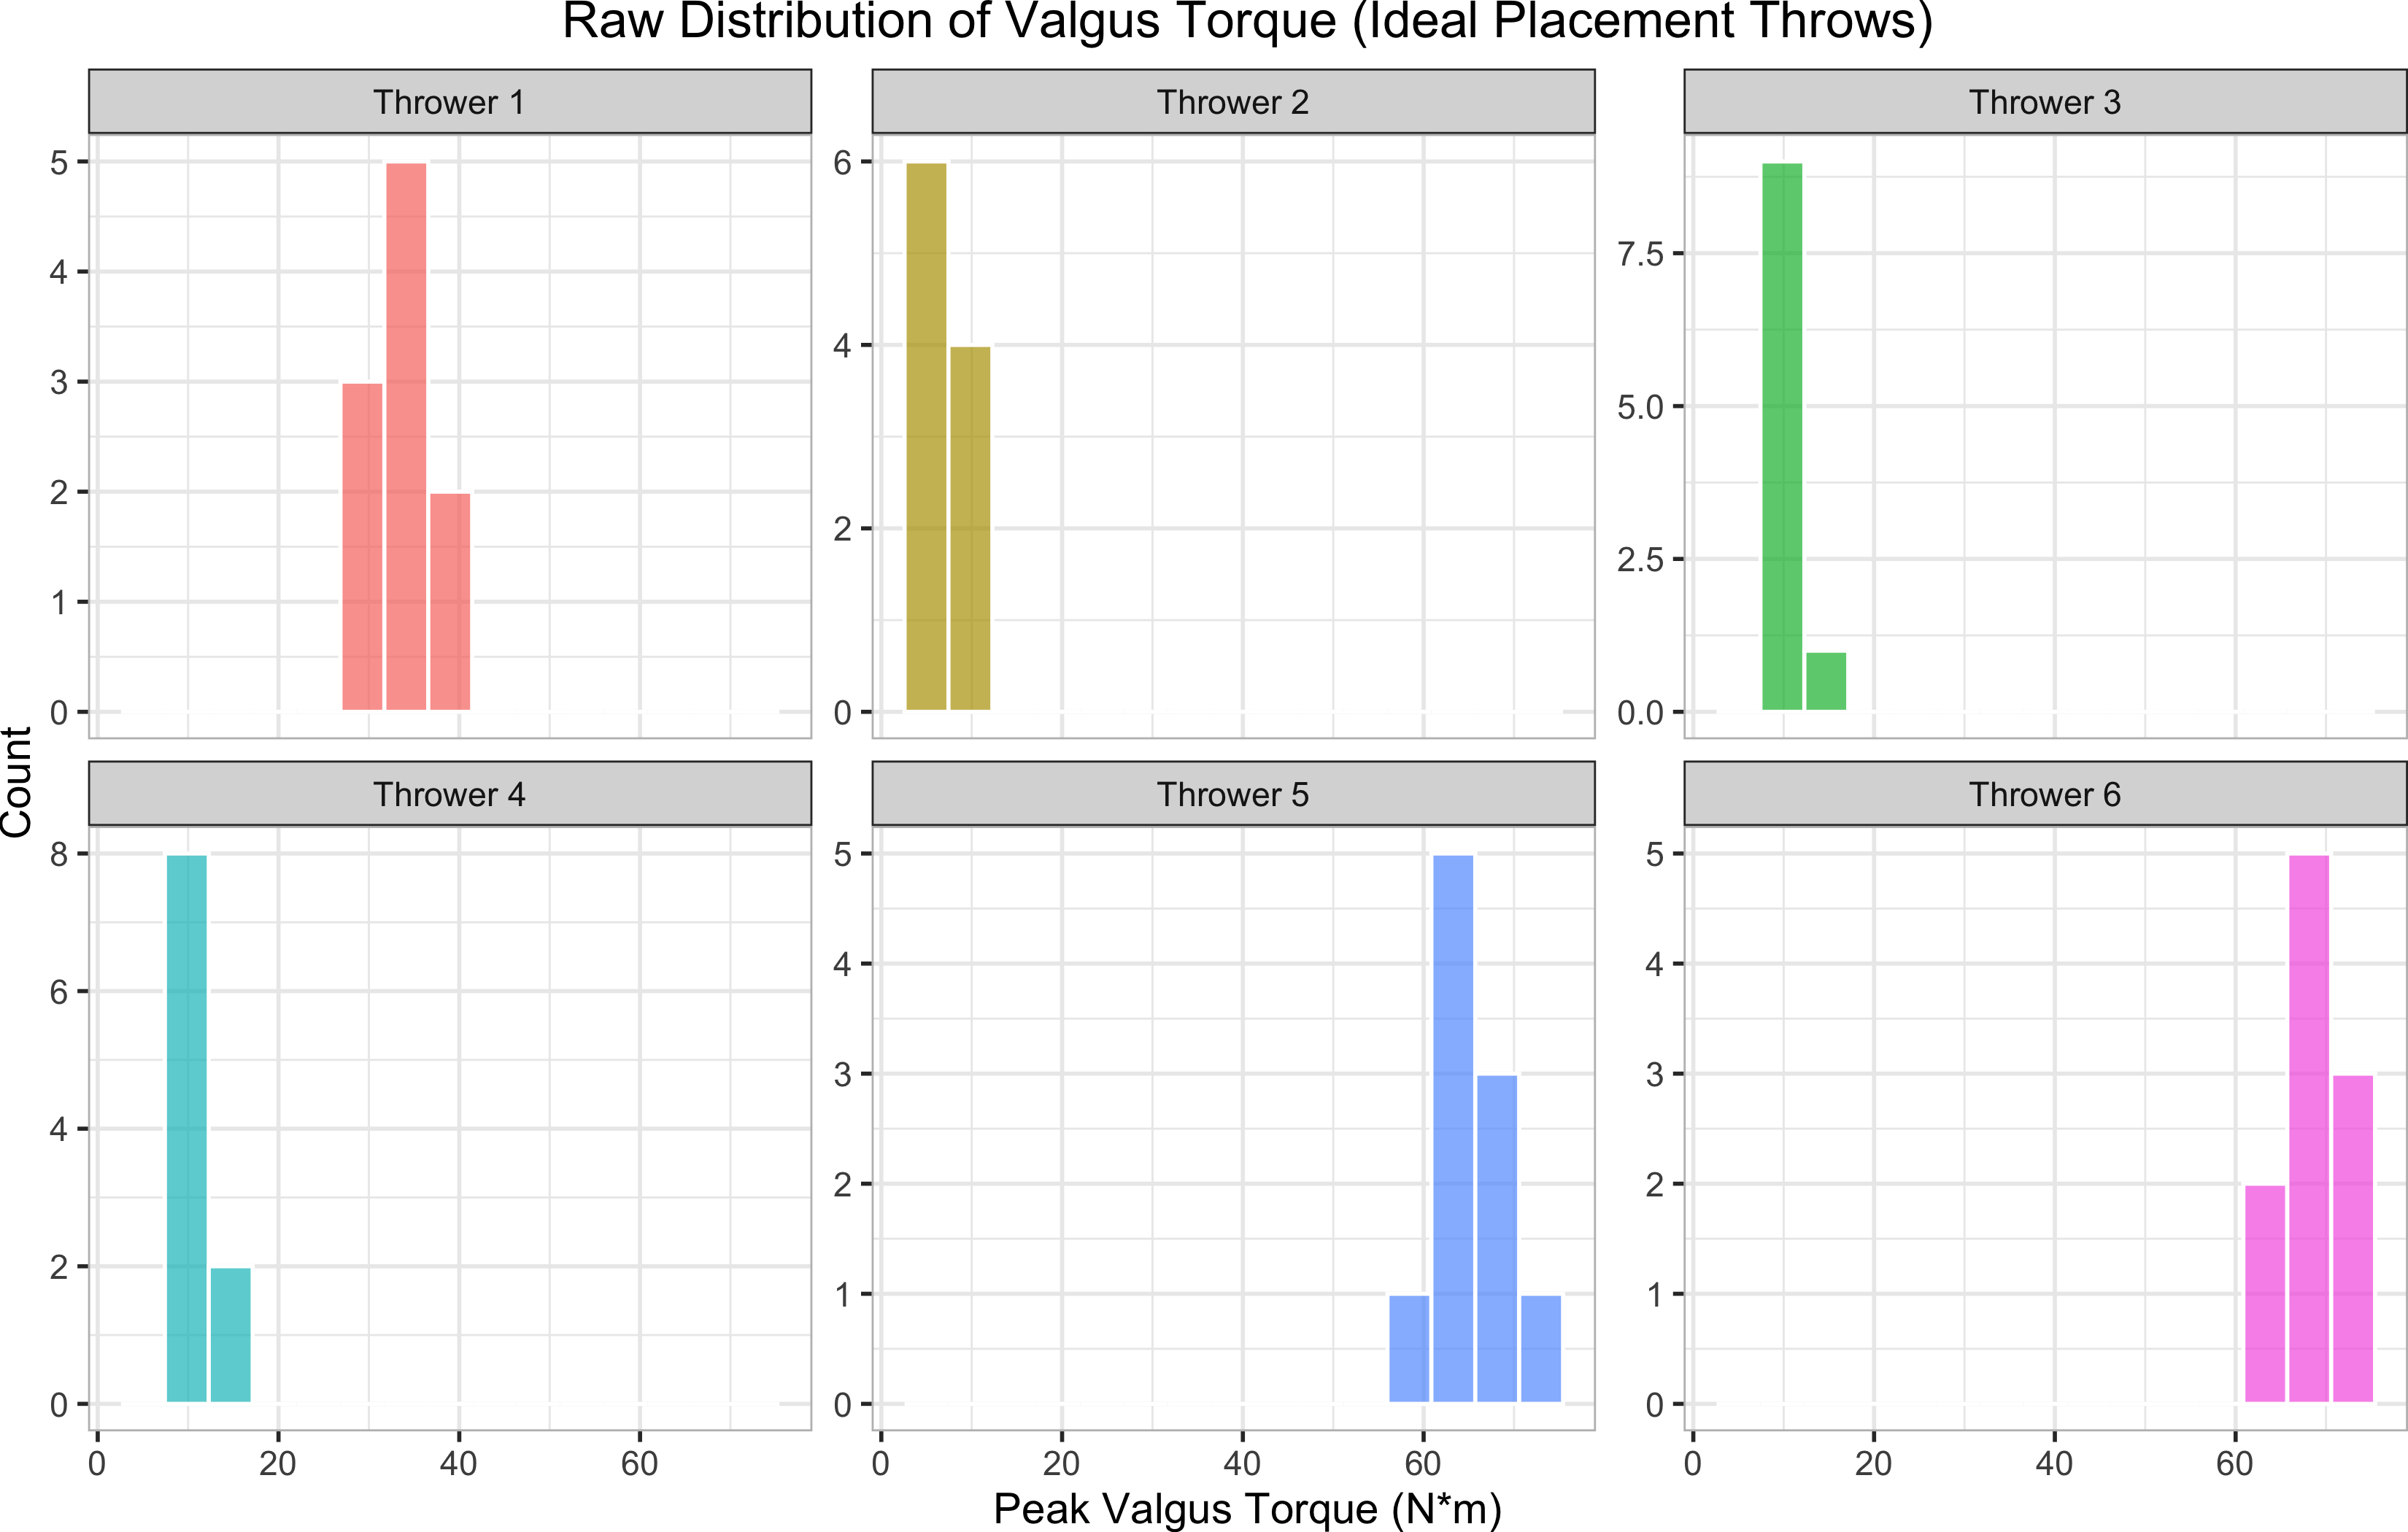 Raw Distribution of Valgus Torque (Ideal Placement Throws)
Thrower 1
Thrower 2
Thrower 3
5
4
3
2
1
0
6
4
2
0
7.5
5.0
2.5
0.0
Count
Thrower 4
Thrower 5
Thrower 6
8
6
4
2
0
5
4
3
2
1
0
5
4
3
2
1
0
0 20 40 60
0 20 40 60
0 20 40 60
Peak Valgus Torque (N*m)